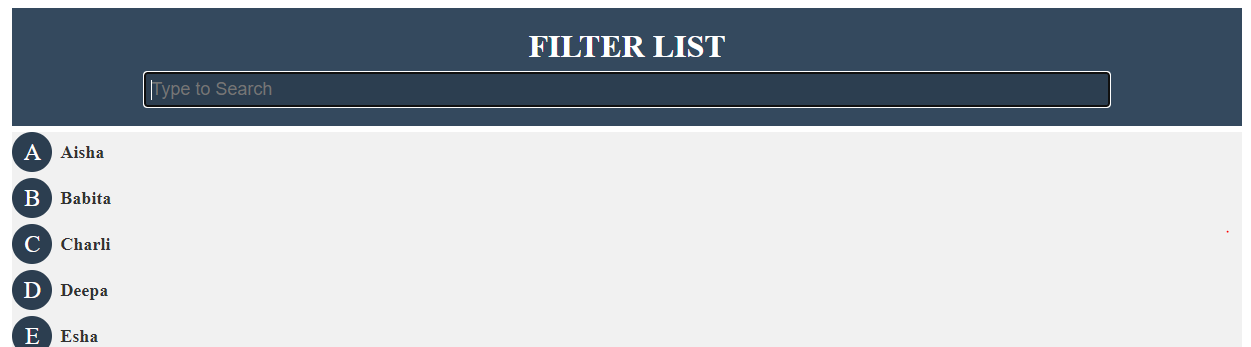 FILTER LIST
Type to Search
A Aisha
B Babita
C Charli
D Deepa
E Esha